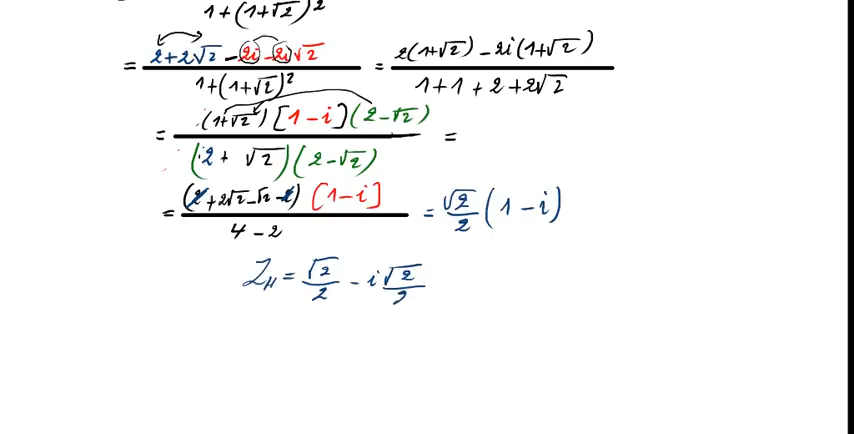 1+(1+√2)²
= (2+2√2 - 2i - 2i√2) / (1+(1+√2)²) = (2(1+√2) - 2i(1+√2)) / (1+1+2+2√2)
= ((1+√2)[1-i](2-√2)) / ((2+√2)(2-√2)) =
= ((2+2√2-√2-2)[1-i]) / (4-2) = √2/2 (1-i)
Z_H = √2/2 - i √2/2